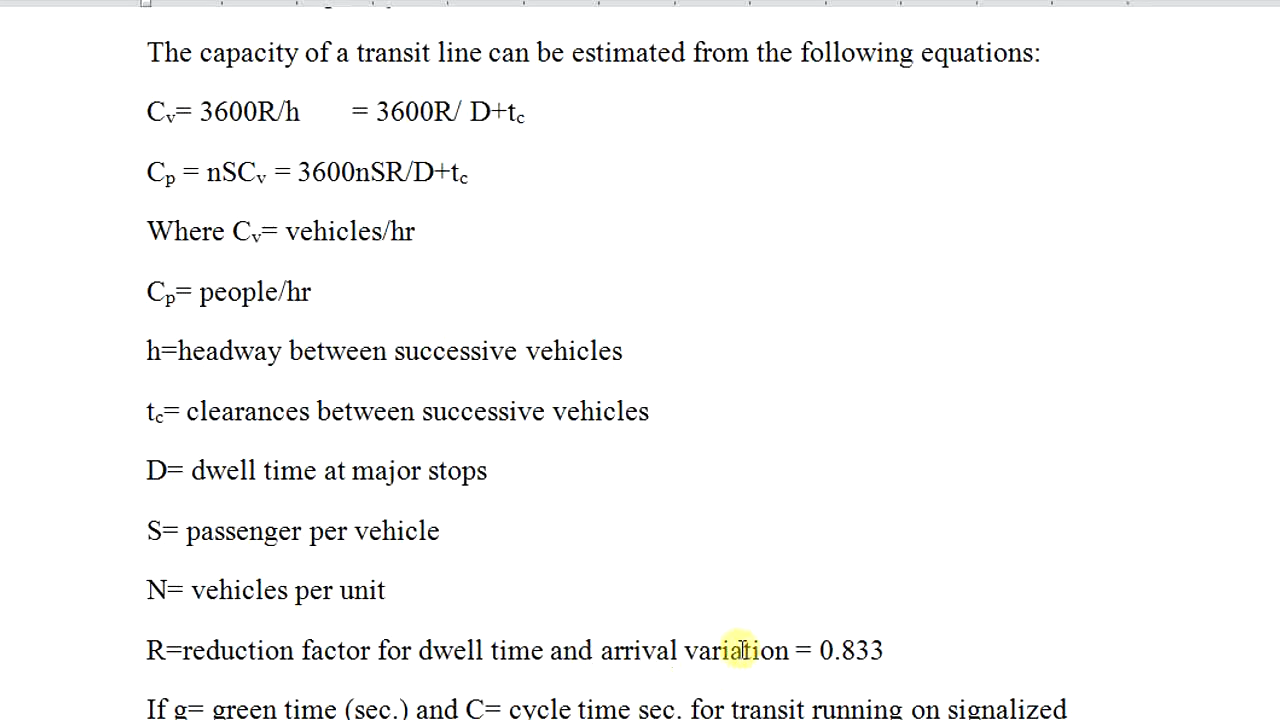 The capacity of a transit line can be estimated from the following equations:
Cv= 3600R/h = 3600R/ D+tc
Cp = nSCv = 3600nSR/D+tc
Where Cv= vehicles/hr
Cp= people/hr
h=headway between successive vehicles
tc= clearances between successive vehicles
D= dwell time at major stops
S= passenger per vehicle
N= vehicles per unit
R=reduction factor for dwell time and arrival variation = 0.833
If g= green time (sec.) and C= cycle time sec. for transit running on signalized